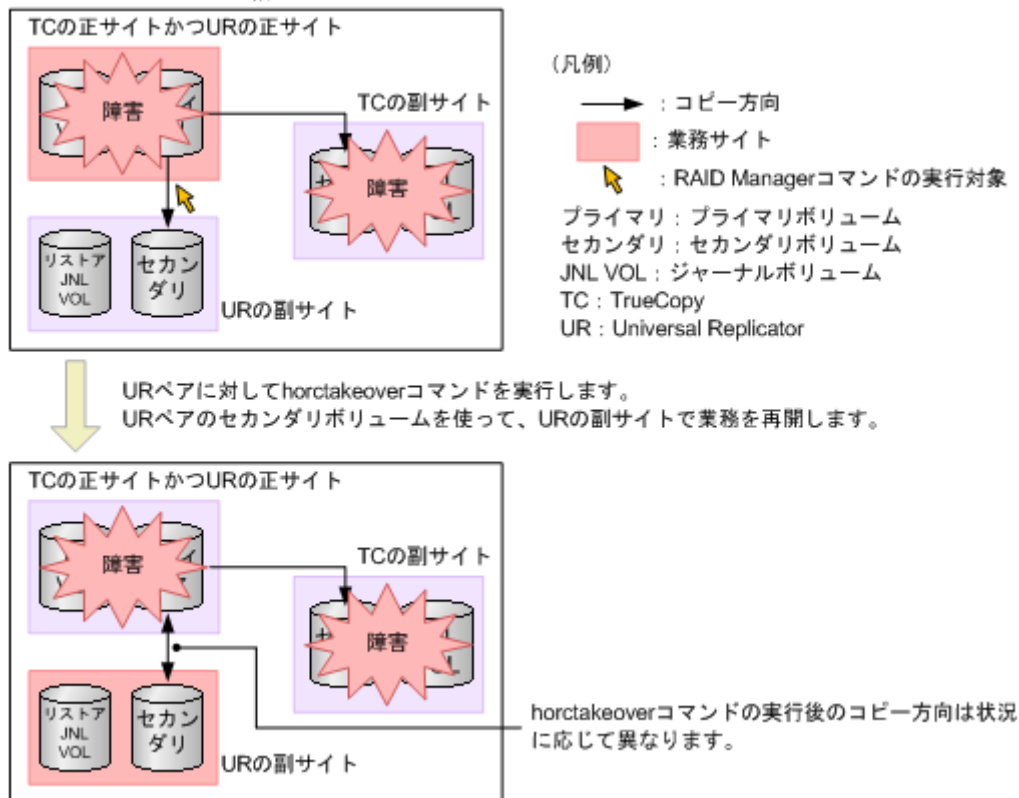 TCの正サイトかつURの正サイト
障害
TCの副サイト
障害
リストア
JNL
VOL
セカン
ダリ
URの副サイト
（凡例）
：コピー方向
：業務サイト
：RAID Managerコマンドの実行対象
プライマリ：プライマリボリューム
セカンダリ：セカンダリボリューム
JNL VOL：ジャーナルボリューム
TC：TrueCopy
UR：Universal Replicator
URペアに対してhorctakeoverコマンドを実行します。
URペアのセカンダリボリュームを使って、URの副サイトで業務を再開します。
TCの正サイトかつURの正サイト
障害
TCの副サイト
障害
リストア
JNL
VOL
セカン
ダリ
URの副サイト
horctakeoverコマンドの実行後のコピー方向は状況
に応じて異なります。